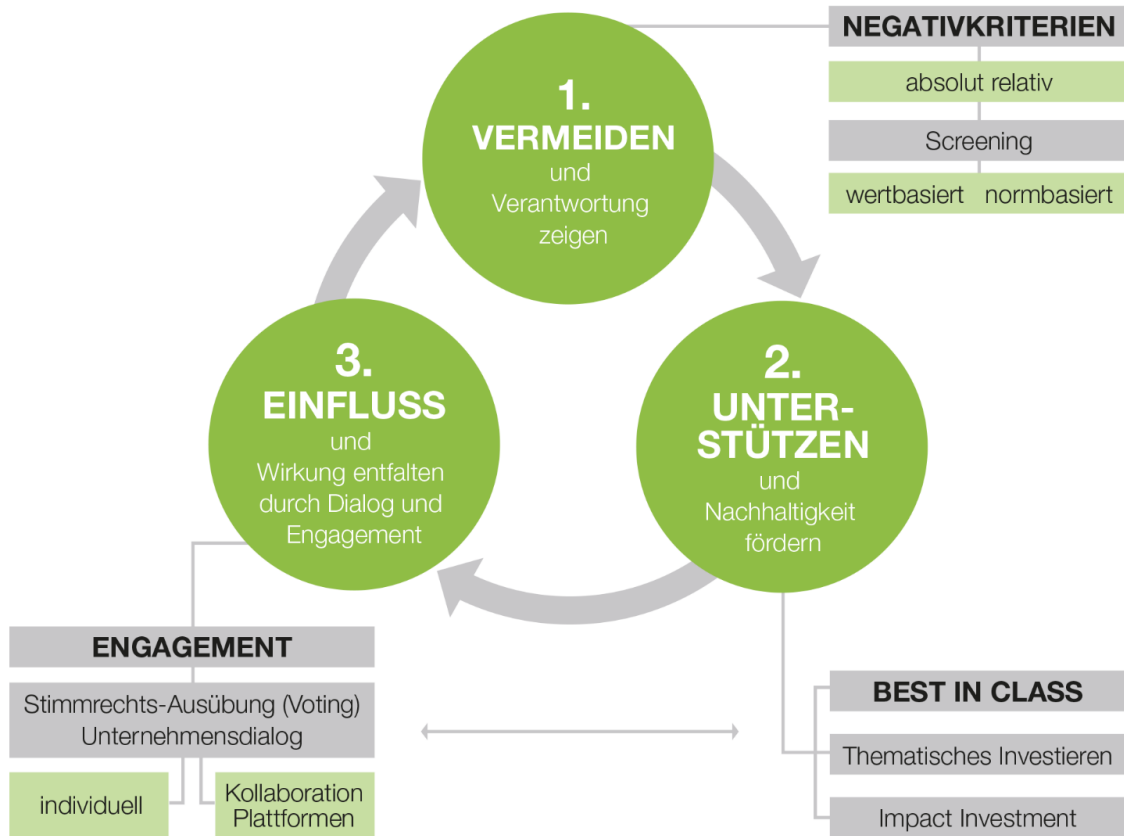 1.
VERMEIDEN
und
Verantwortung
zeigen
NEGATIVKRITERIEN
absolut relativ
Screening
wertbasiert normbasiert
2.
UNTER-
STÜTZEN
und
Nachhaltigkeit
fördern
BEST IN CLASS
Thematisches Investieren
Impact Investment
3.
EINFLUSS
und
Wirkung entfalten
durch Dialog und
Engagement
ENGAGEMENT
Stimmrechts-Ausübung (Voting)
Unternehmensdialog
individuell
Kollaboration
Plattformen